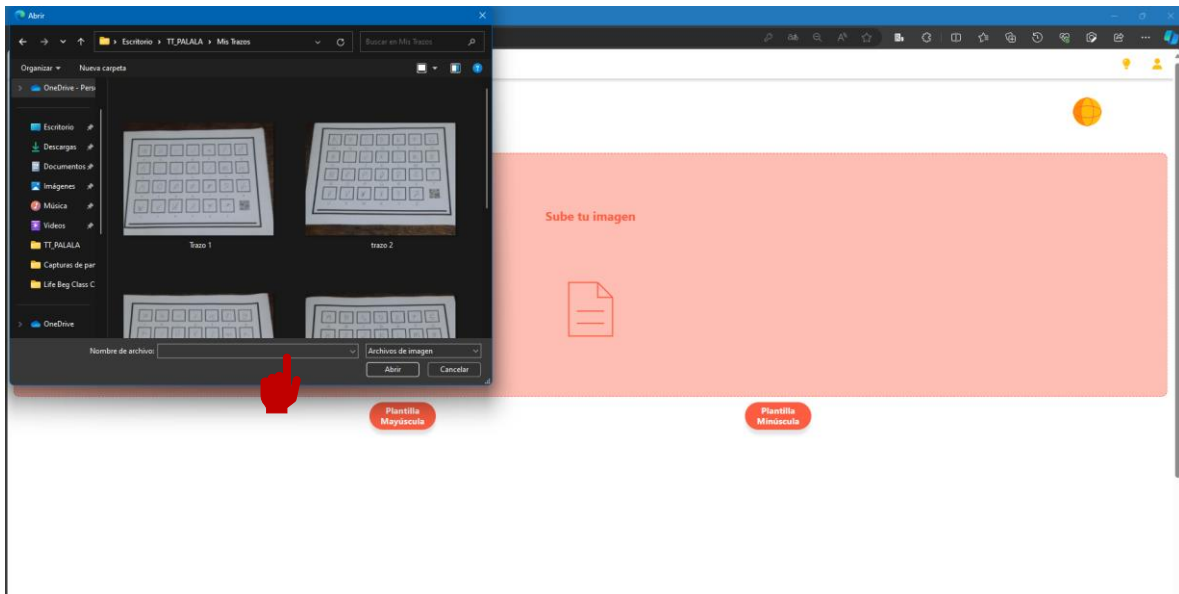 Abrir
Escritorio > TT_PALALA > Mis Trazos
Buscar en Mis Trazos
Organizar
Nueva carpeta
OneDrive - Perso
Escritorio
Descargas
Documentos
Imágenes
Música
Videos
TT_PALALA
Capturas de par
Life Beg Class C
OneDrive
Trazo 1
trazo 2
Nombre de archivo:
Archivos de imagen
Abrir
Cancelar
Sube tu imagen
Plantilla
Mayúscula
Plantilla
Minúscula